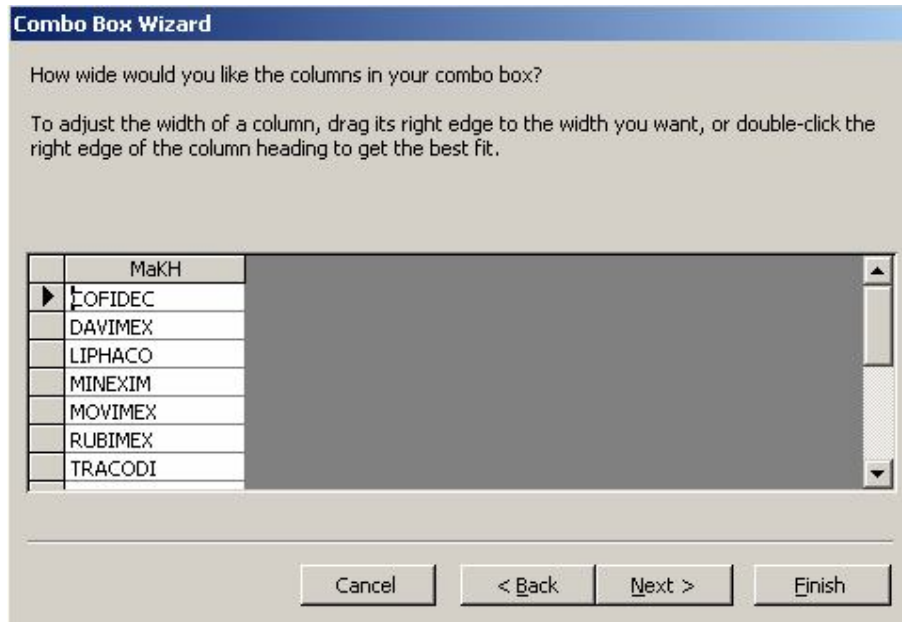 Combo Box Wizard
How wide would you like the columns in your combo box?
To adjust the width of a column, drag its right edge to the width you want, or double-click the
right edge of the column heading to get the best fit.
MaKH
COFIDEC
DAVIMEX
LIPHACO
MINEXIM
MOVIMEX
RUBIMEX
TRACODI
Cancel
< Back
Next >
Finish